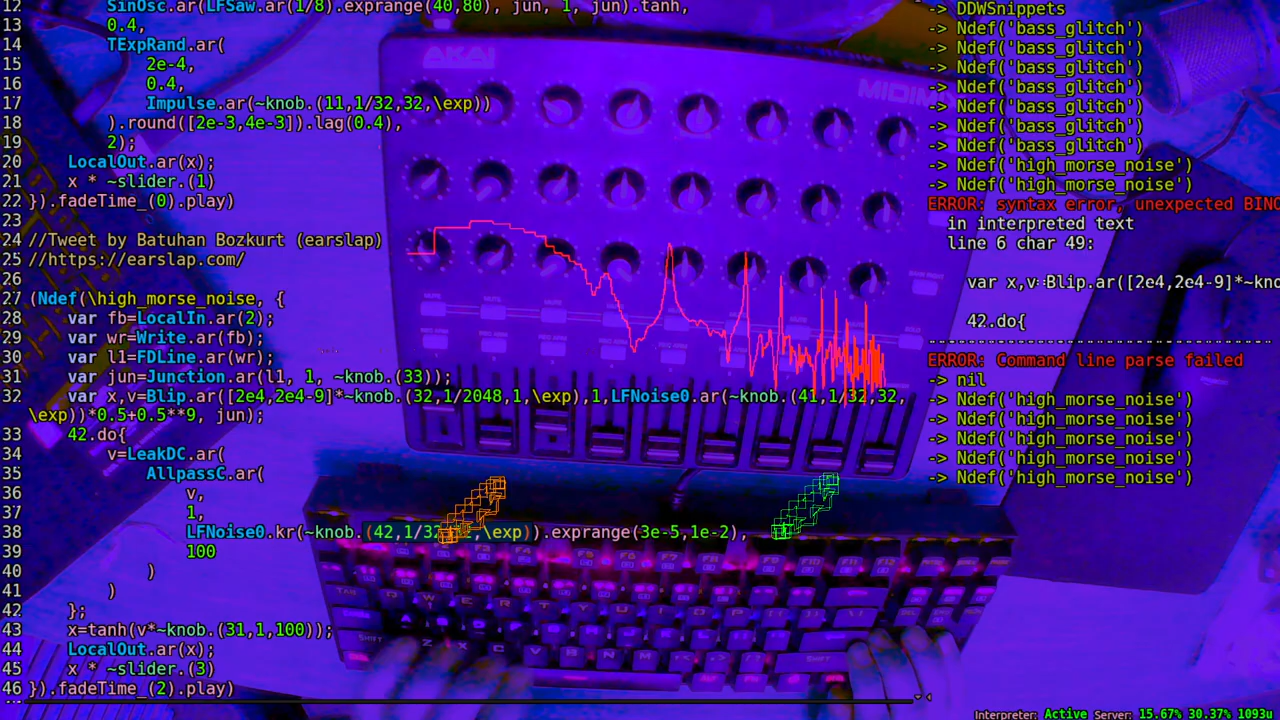 12 SinOsc.ar(LFSaw.ar(1/8).exprange(40,80), jun, 1, jun).tanh,
13 0.4,
14 TExpRand.ar(
15 2e-4,
16 0.4,
17 Impulse.ar(~knob.(11,1/32,32,\exp))
18 ).round([2e-3,4e-3]).lag(0.4),
19 2);
20 LocalOut.ar(x);
21 x * ~slider.(1)
22 }).fadeTime_(0).play)
23
24 //Tweet by Batuhan Bozkurt (earslap)
25 //https://earslap.com/
26
27 (Ndef(\high_morse_noise, {
28 var fb=LocalIn.ar(2);
29 var wr=Write.ar(fb);
30 var l1=FDLine.ar(wr);
31 var jun=Junction.ar(l1, 1, ~knob.(33));
32 var x,v=Blip.ar([2e4,2e4-9]*~knob.(32,1/2048,1,\exp),1,LFNoise0.ar(~knob.(41,1/32,32,
\exp))*0.5+0.5**9, jun);
33 42.do{
34 v=LeakDC.ar(
35 AllpassC.ar(
36 v,
37 1,
38 LFNoise0.kr(~knob.(42,1/32,32,\exp)).exprange(3e-5,1e-2),
39 100
40 )
41 )
42 };
43 x=tanh(v*~knob.(31,1,100));
44 LocalOut.ar(x);
45 x * ~slider.(3)
46 }).fadeTime_(2).play)
-> DDWSnippets
-> Ndef('bass_glitch')
-> Ndef('bass_glitch')
-> Ndef('bass_glitch')
-> Ndef('bass_glitch')
-> Ndef('bass_glitch')
-> Ndef('bass_glitch')
-> Ndef('bass_glitch')
-> Ndef('high_morse_noise')
-> Ndef('high_morse_noise')
ERROR: syntax error, unexpected BINO
in interpreted text
line 6 char 49:
var x,v=Blip.ar([2e4,2e4-9]*~kno
42.do{
-----------------------------------
ERROR: Command line parse failed
-> nil
-> Ndef('high_morse_noise')
-> Ndef('high_morse_noise')
-> Ndef('high_morse_noise')
-> Ndef('high_morse_noise')
-> Ndef('high_morse_noise')
AKAI
MIDIM
Interpreter: Active Server: 15.67% 30.37% 1093u